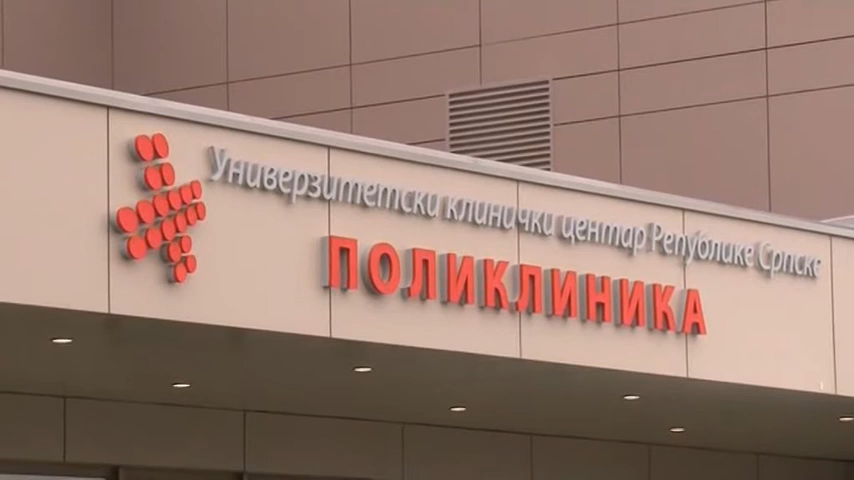 Универзитетски клинички центар Републике Српске
ПОЛИКЛИНИКА